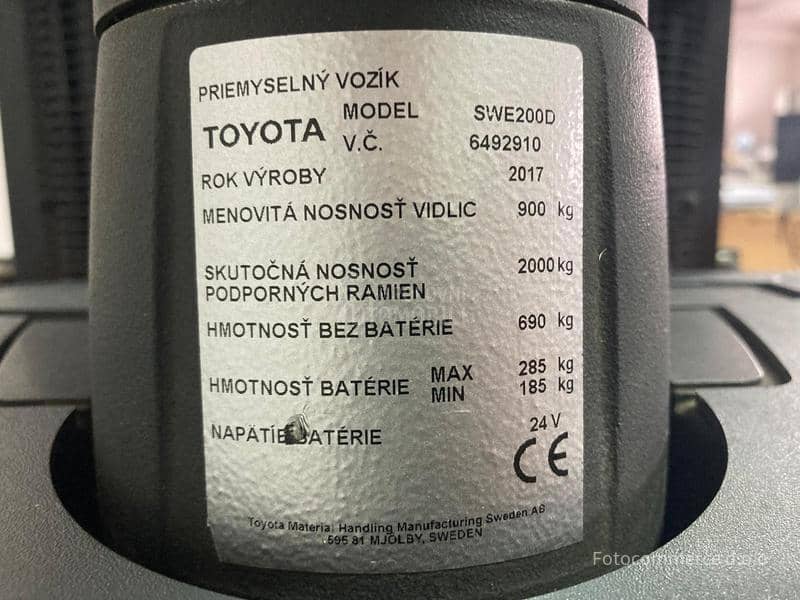 PRIEMYSELNÝ VOZÍK
TOYOTA MODEL SWE200D
V.Č. 6492910
ROK VÝROBY 2017
MENOVITÁ NOSNOSŤ VIDLIC 900 kg
SKUTOČNÁ NOSNOSŤ 2000 kg
PODPORNÝCH RAMIEN
HMOTNOSŤ BEZ BATÉRIE 690 kg
HMOTNOSŤ BATÉRIE MAX 285 kg
MIN 185 kg
NAPÄTIE BATÉRIE 24 V
CE
Toyota Material Handling Manufacturing Sweden AB
595 81 MJÖLBY, SWEDEN
Fotocommerce d.o.o